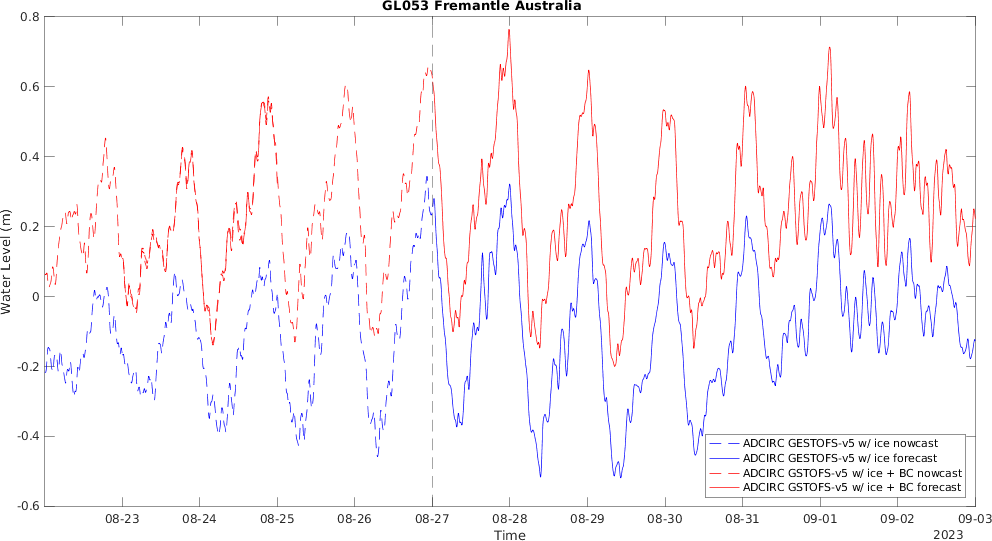 GL053 Fremantle Australia
0.8
0.6
0.4
0.2
0
-0.2
-0.4
-0.6
Water Level (m)
ADCIRC GESTOFS-v5 w/ ice nowcast
ADCIRC GESTOFS-v5 w/ ice forecast
ADCIRC GSTOFS-v5 w/ ice + BC nowcast
ADCIRC GSTOFS-v5 w/ ice + BC forecast
08-23 08-24 08-25 08-26 08-27 08-28 08-29 08-30 08-31 09-01 09-02 09-03
Time
2023